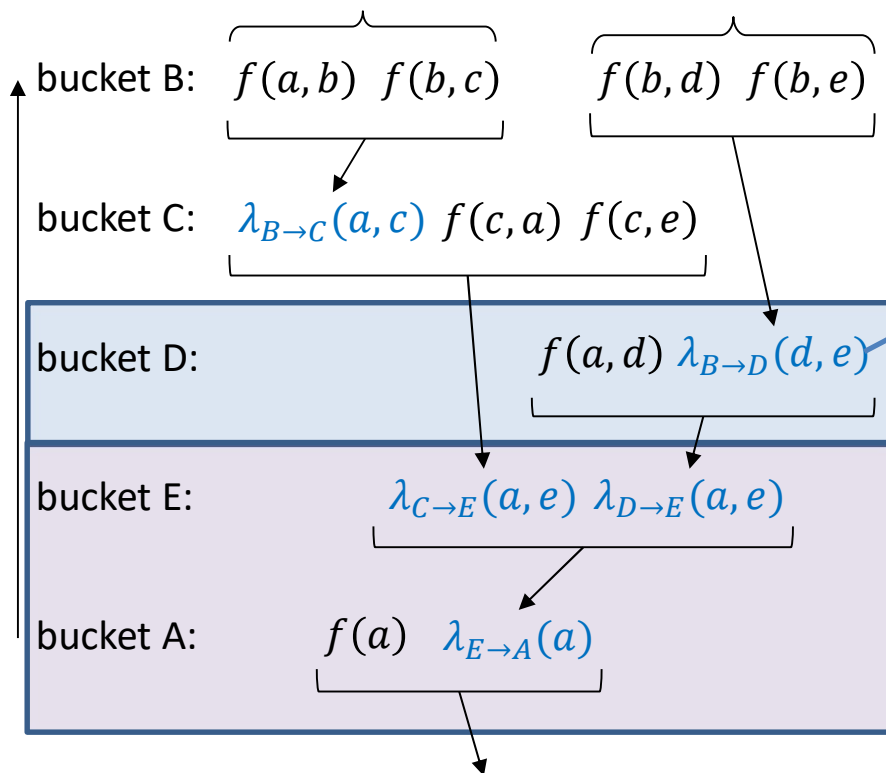 bucket B: f(a, b) f(b, c) f(b, d) f(b, e)
bucket C: λ_{B→C}(a, c) f(c, a) f(c, e)
bucket D: f(a, d) λ_{B→D}(d, e)
bucket E: λ_{C→E}(a, e) λ_{D→E}(a, e)
bucket A: f(a) λ_{E→A}(a)